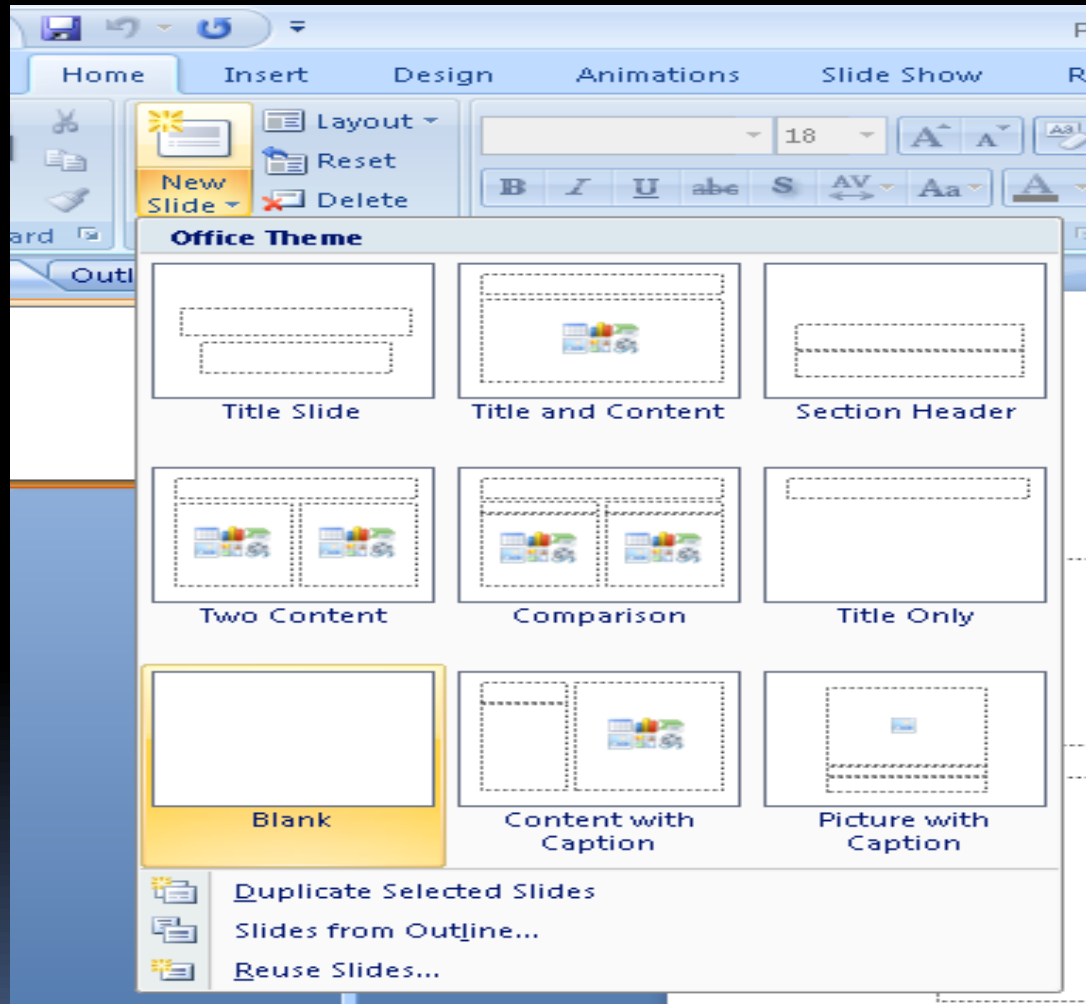 Home Insert Design Animations Slide Show
Layout
18
Reset
New
Slide
Delete
B I U abc S AV Aa A
Office Theme
Title Slide Title and Content Section Header
Two Content Comparison Title Only
Blank Content with Caption Picture with Caption
Duplicate Selected Slides
Slides from Outline...
Reuse Slides...